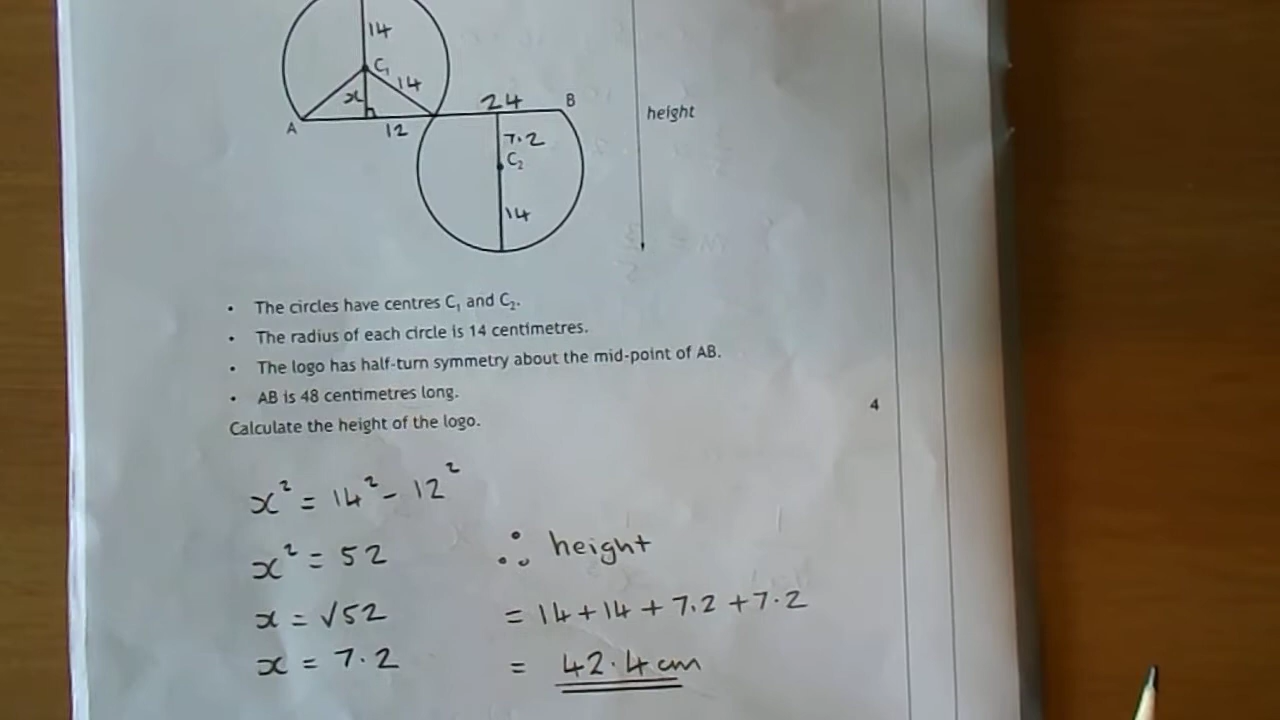 14
C₁
14
x
A
12
24
B
7.2
C₂
14
height
• The circles have centres C₁ and C₂.
• The radius of each circle is 14 centimetres.
• The logo has half-turn symmetry about the mid-point of AB.
• AB is 48 centimetres long.
4
Calculate the height of the logo.
x² = 14² - 12²
x² = 52
x = √52
x = 7.2
∴ height
= 14 + 14 + 7.2 + 7.2
= 42.4 cm